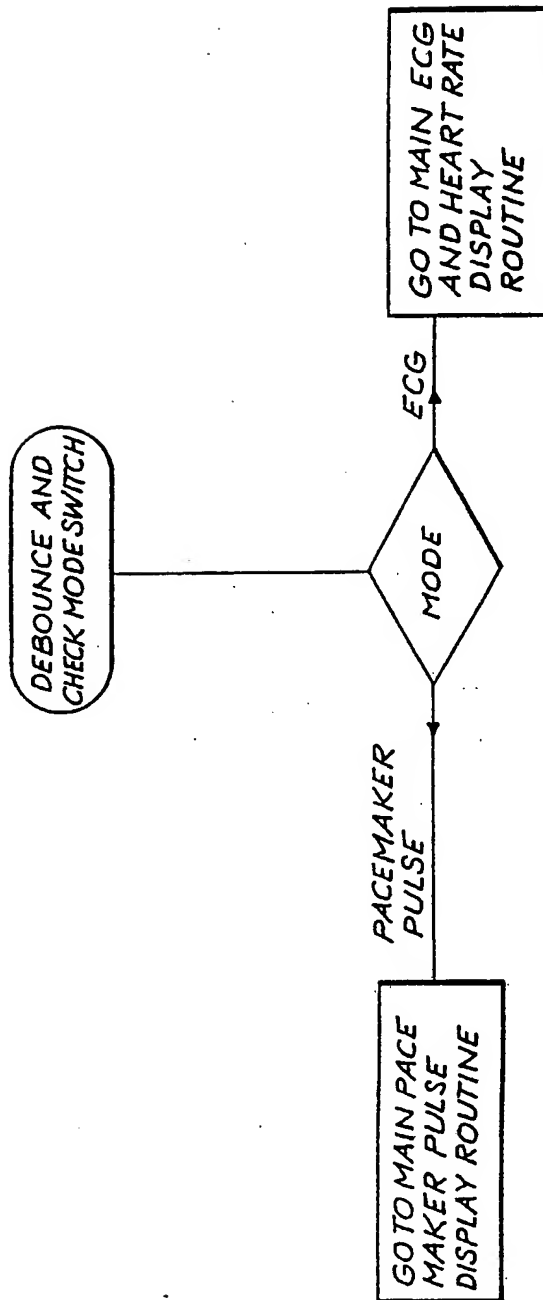 DEBOUNCE AND
CHECK MODE SWITCH
MODE
PACEMAKER
PULSE
ECG
GO TO MAIN PACE
MAKER PULSE
DISPLAY ROUTINE
GO TO MAIN ECG
AND HEART RATE
DISPLAY
ROUTINE